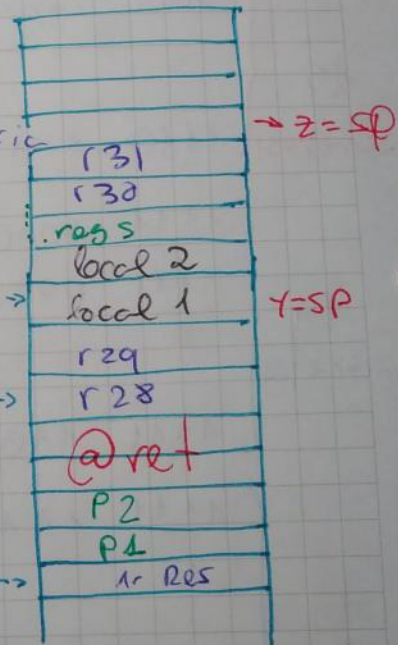 → z = SP
r31
r30
regs
local 2
local 1 Y=SP
r29
r28
@ret
P2
P1
1r Res